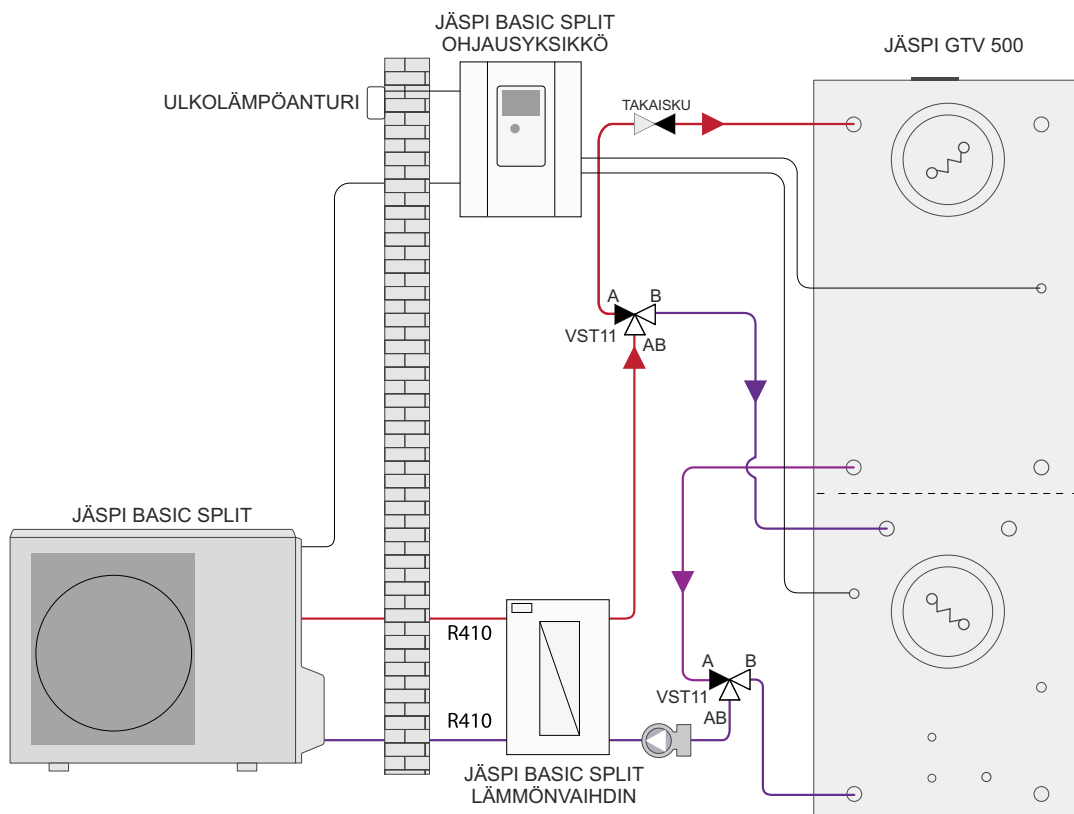 JÄSPI BASIC SPLIT
OHJAUSYKSIKKÖ
JÄSPI GTV 500
ULKOLÄMPÖANTURI
TAKAISKU
A
B
VST11
AB
JÄSPI BASIC SPLIT
R410
A
B
VST11
AB
R410
JÄSPI BASIC SPLIT
LÄMMÖNVAIHDIN